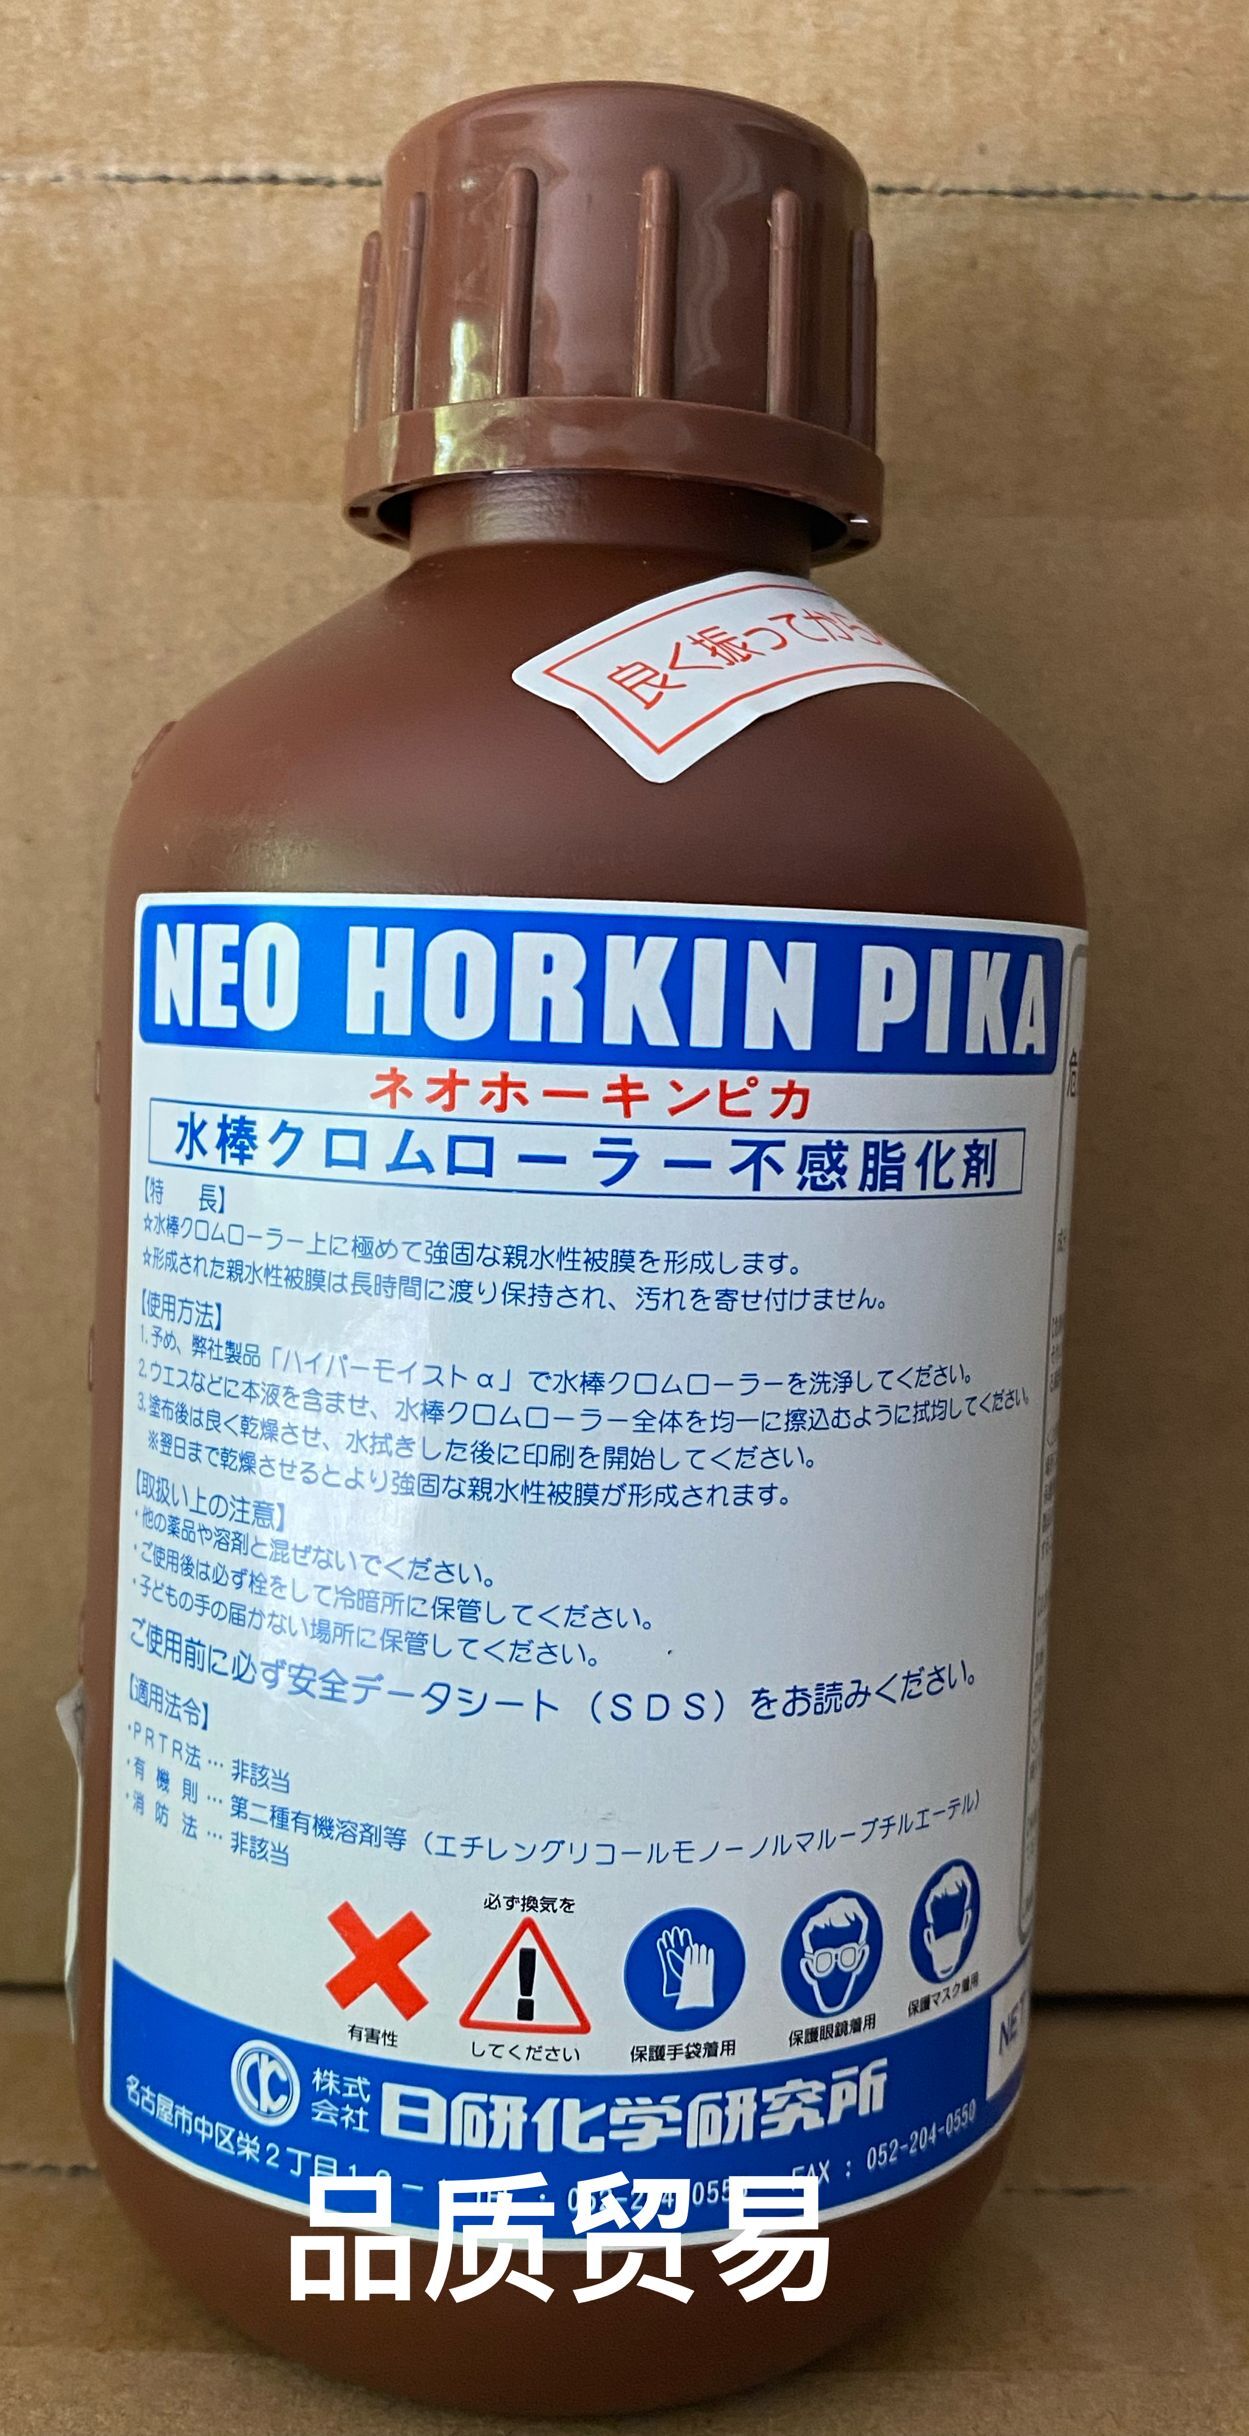 良く振ってから
NEO HORKIN PIKA
ネオホーキンピカ
水棒クロムローラー不感脂化剤
【特　長】
☆水棒クロムローラー上に極めて強固な親水性被膜を形成します。
☆形成された親水性被膜は長時間に渡り保持され、汚れを寄せ付けません。
【使用方法】
1.予め、弊社製品「ハイパーモイストα」で水棒クロムローラーを洗浄してください。
2.ウエスなどに本液を含ませ、水棒クロムローラー全体を均一に擦込むように拭均してください。
3.塗布後は良く乾燥させ、水拭きした後に印刷を開始してください。
※翌日まで乾燥させるとより強固な親水性被膜が形成されます。
【取扱い上の注意】
・他の薬品や溶剤と混ぜないでください。
・ご使用後は必ず栓をして冷暗所に保管してください。
・子どもの手の届かない場所に保管してください。
ご使用前に必ず安全データシート（ＳＤＳ）をお読みください。
【適用法令】
・ＰＲＴＲ法 … 非該当
・有 機 則 … 第二種有機溶剤等（エチレングリコールモノーノルマルーブチルエーテル）
・消 防 法 … 非該当
必ず換気を
してください
有害性
保護手袋着用
保護眼鏡着用
保護マスク着用
株式会社 日研化学研究所
名古屋市中区栄２丁目
FAX : 052-204-0550
NET
危
品质贸易